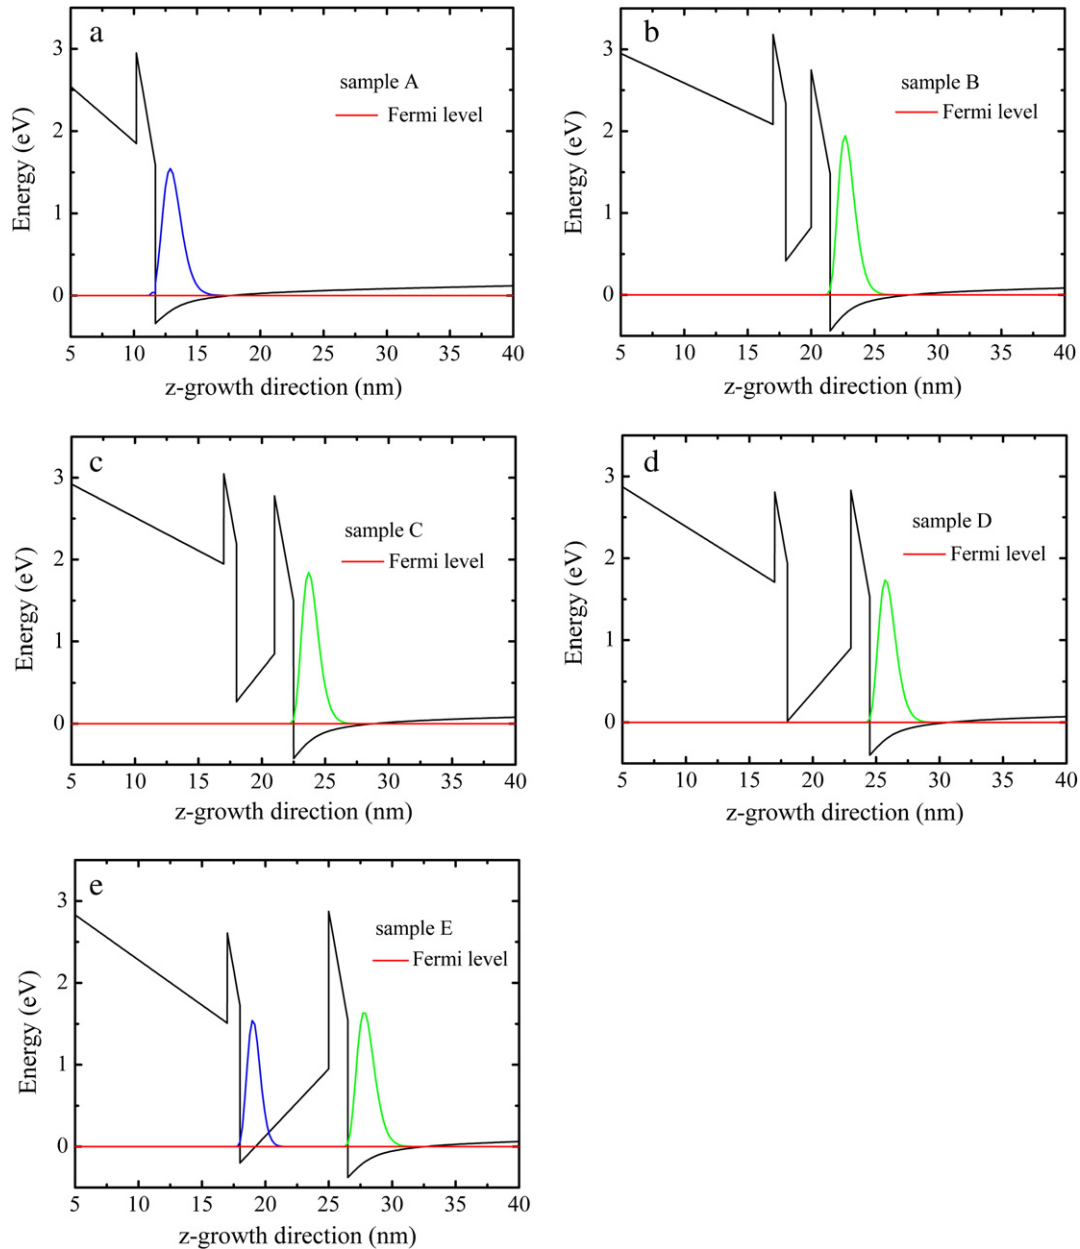 a
sample A
Fermi level
3
2
1
0
Energy (eV)
5 10 15 20 25 30 35 40
z-growth direction (nm)
b
sample B
Fermi level
3
2
1
0
Energy (eV)
5 10 15 20 25 30 35 40
z-growth direction (nm)
c
sample C
Fermi level
3
2
1
0
Energy (eV)
5 10 15 20 25 30 35 40
z-growth direction (nm)
d
sample D
Fermi level
3
2
1
0
Energy (eV)
5 10 15 20 25 30 35 40
z-growth direction (nm)
e
sample E
Fermi level
3
2
1
0
Energy (eV)
5 10 15 20 25 30 35 40
z-growth direction (nm)